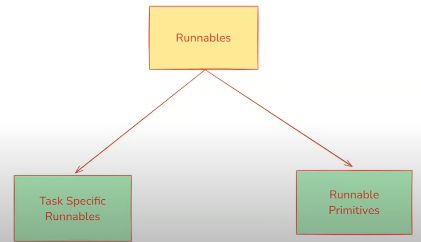 Runnables
Task Specific
Runnables
Runnable
Primitives